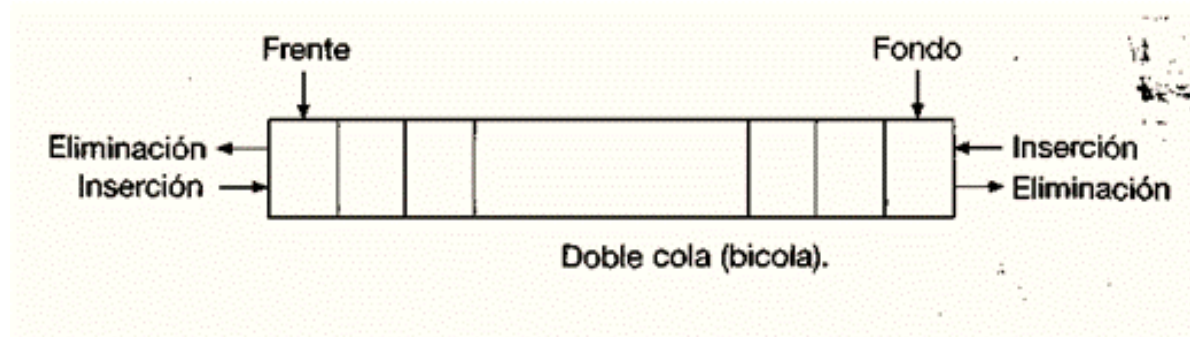 Frente
Fondo
Eliminación
Inserción
Inserción
Eliminación
Doble cola (bicola).